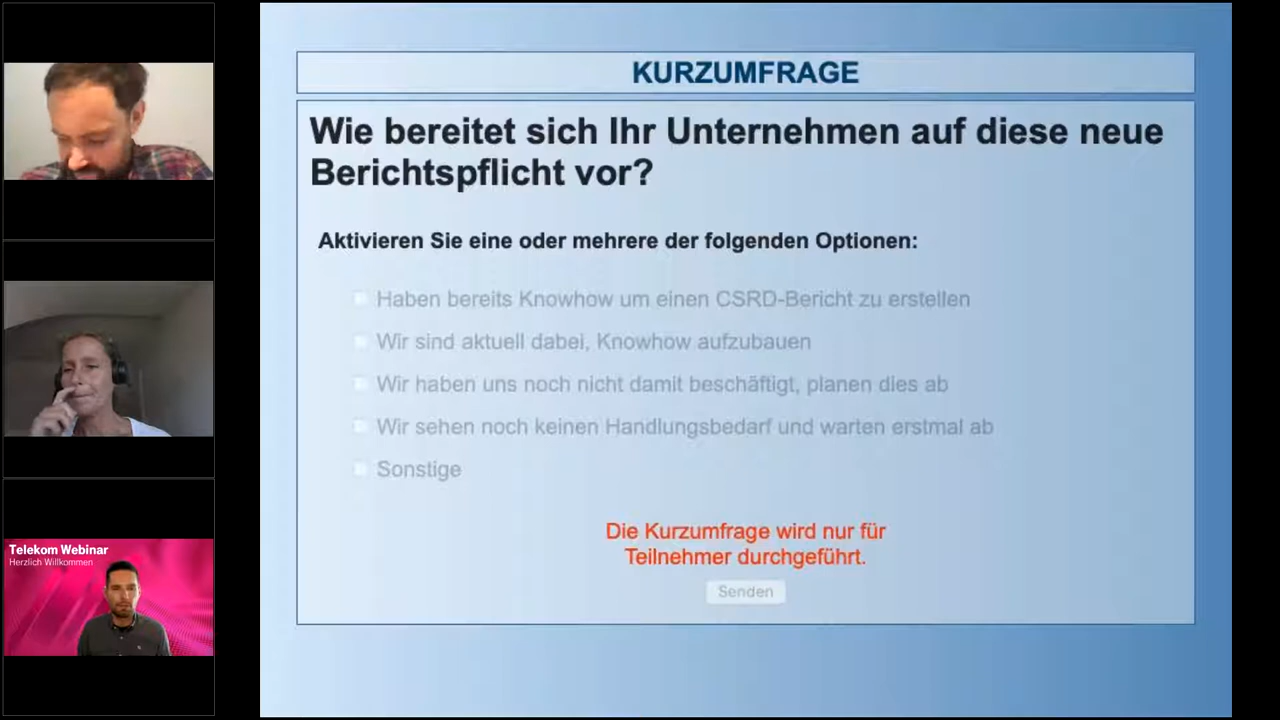 Telekom Webinar
Herzlich Willkommen
KURZUMFRAGE
Wie bereitet sich Ihr Unternehmen auf diese neue
Berichtspflicht vor?
Aktivieren Sie eine oder mehrere der folgenden Optionen:
Haben bereits Knowhow um einen CSRD-Bericht zu erstellen
Wir sind aktuell dabei, Knowhow aufzubauen
Wir haben uns noch nicht damit beschäftigt, planen dies ab
Wir sehen noch keinen Handlungsbedarf und warten erstmal ab
Sonstige
Die Kurzumfrage wird nur für
Teilnehmer durchgeführt.
Senden